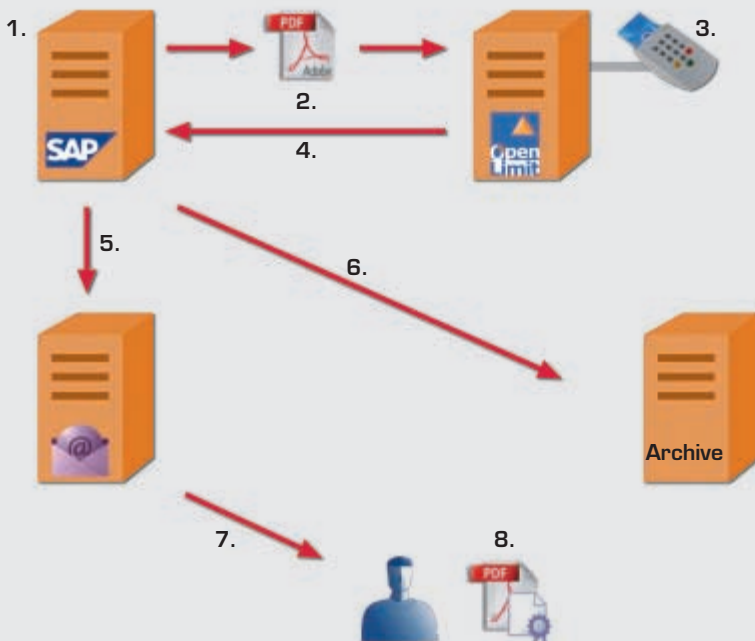 1.
PDF
Adobe
2.
3.
SAP
4.
Open
Limit
5.
6.
@
Archive
7.
8.
PDF